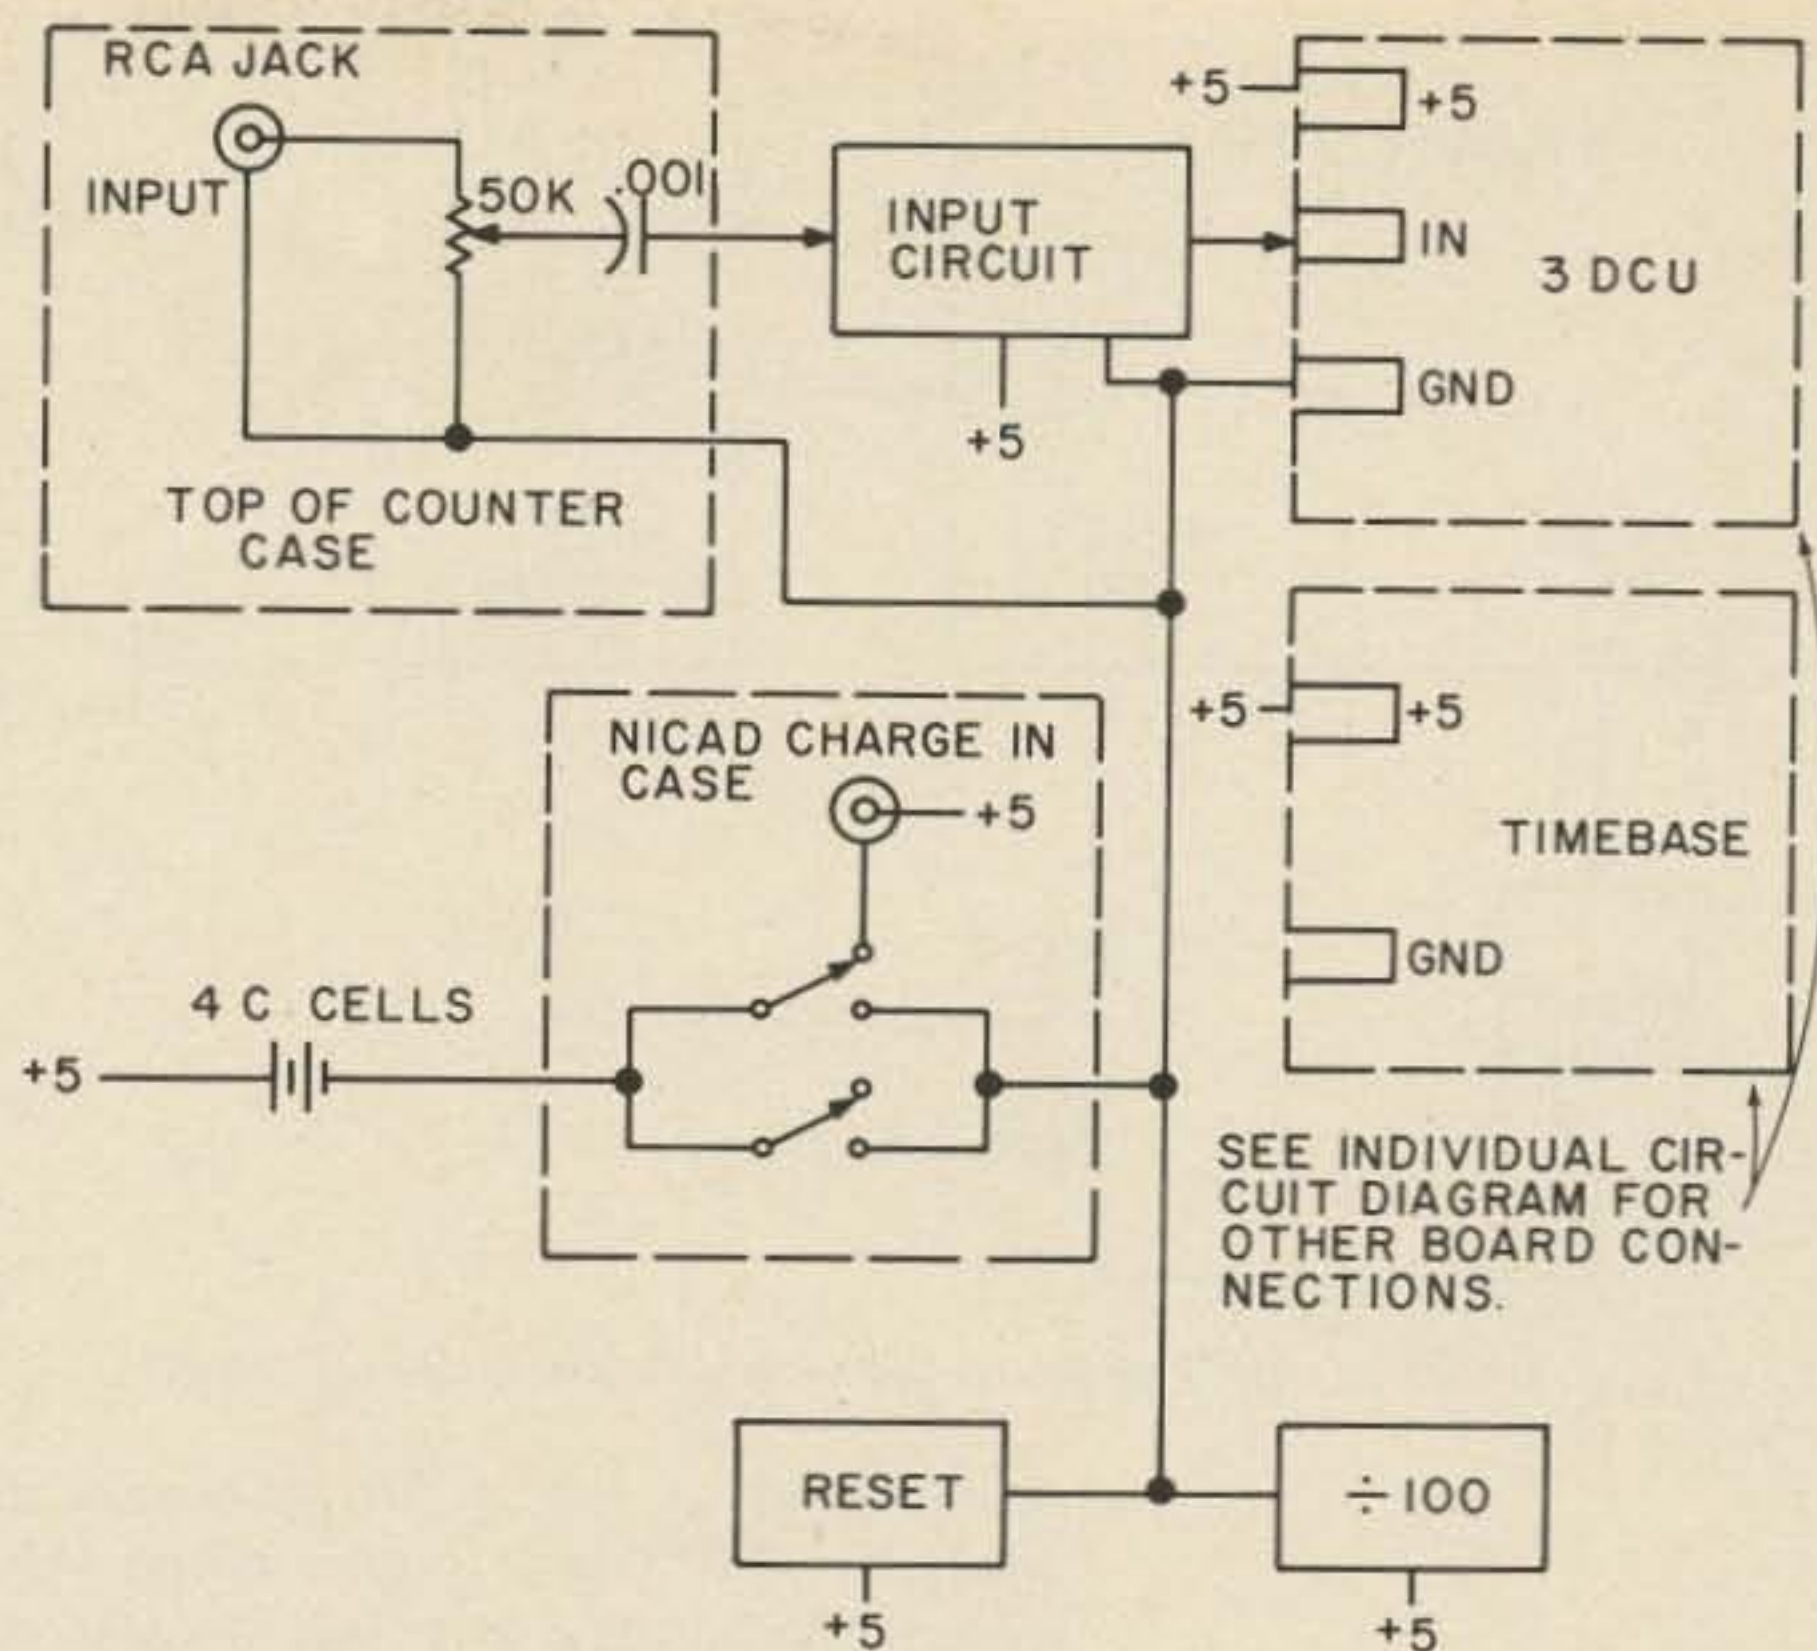 RCA JACK
INPUT
50K
.001
INPUT
CIRCUIT
+5
TOP OF COUNTER
CASE
+5
+5
IN
3 DCU
GND
+5
+5
TIMEBASE
GND
NICAD CHARGE IN
CASE
+5
4 C CELLS
+5
SEE INDIVIDUAL CIR-
CUIT DIAGRAM FOR
OTHER BOARD CON-
NECTIONS.
RESET
+5
÷100
+5